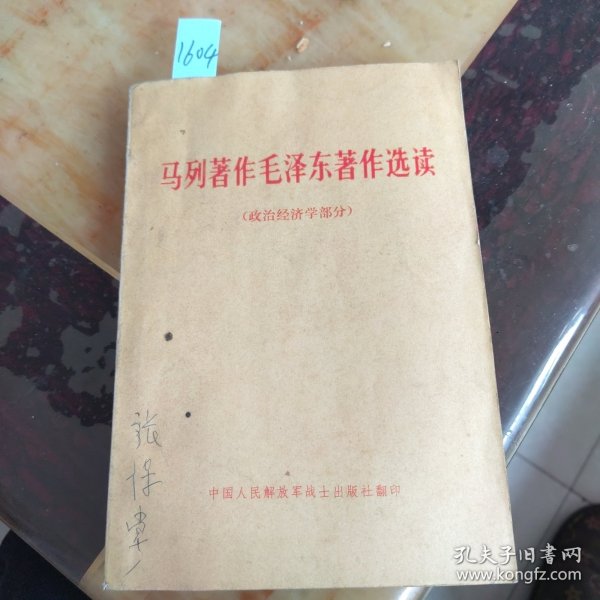 1604
马列著作毛泽东著作选读
（政治经济学部分）
张保
中国人民解放军战士出版社翻印
孔夫子旧书网
www.kongfz.com